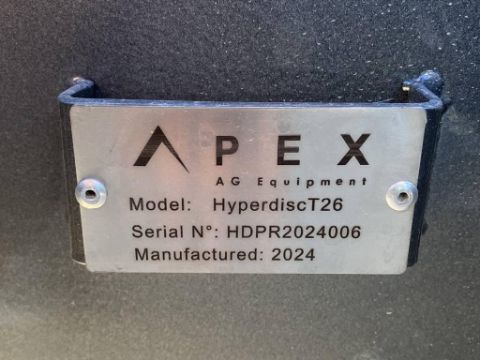 APEX
AG Equipment
Model: HyperdiscT26
Serial N°: HDPR2024006
Manufactured: 2024